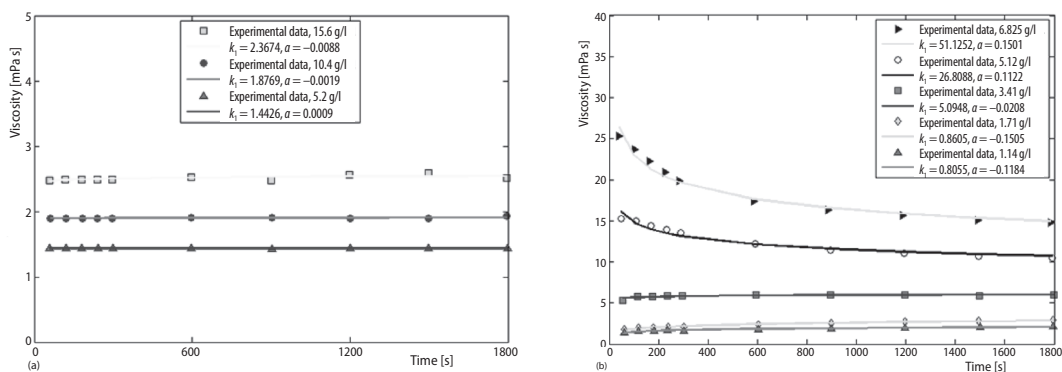 Viscosity [mPa s]
5
4
3
2
1
0
Experimental data, 15.6 g/l
k₁ = 2.3674, a = −0.0088
Experimental data, 10.4 g/l
k₁ = 1.8769, a = −0.0019
Experimental data, 5.2 g/l
k₁ = 1.4426, a = 0.0009
0 600 1200 1800
Time [s]
(a)
Viscosity [mPa s]
40
35
30
25
20
15
10
5
0
Experimental data, 6.825 g/l
k₁ = 51.1252, a = 0.1501
Experimental data, 5.12 g/l
k₁ = 26.8088, a = 0.1122
Experimental data, 3.41 g/l
k₁ = 5.0948, a = −0.0208
Experimental data, 1.71 g/l
k₁ = 0.8605, a = −0.1505
Experimental data, 1.14 g/l
k₁ = 0.8055, a = −0.1184
0 200 400 600 800 1000 1200 1400 1600 1800
Time [s]
(b)